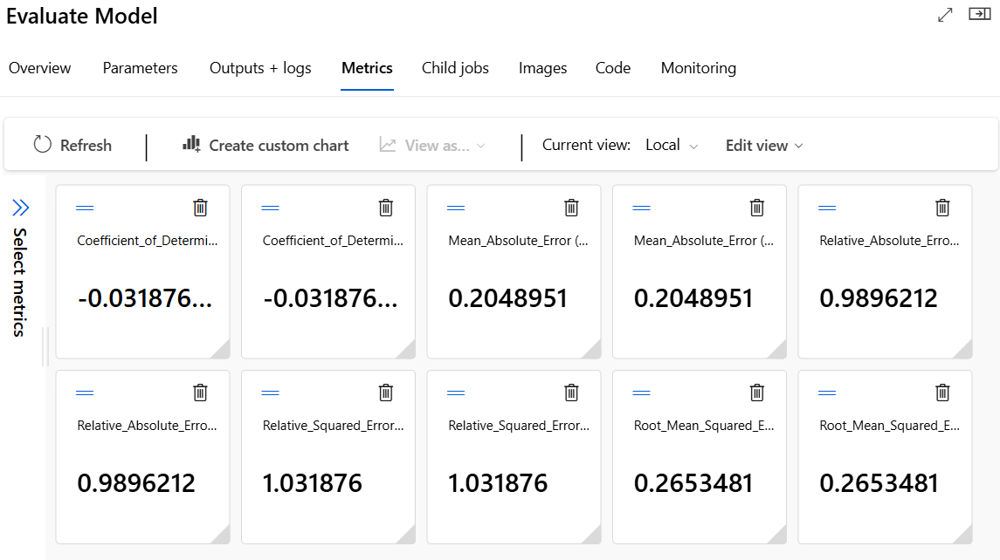 Evaluate Model
Overview Parameters Outputs + logs Metrics Child jobs Images Code Monitoring
Refresh Create custom chart View as... Current view: Local Edit view
Select metrics
Coefficient_of_Determi... Coefficient_of_Determi... Mean_Absolute_Error (... Mean_Absolute_Error (... Relative_Absolute_Erro...
-0.031876... -0.031876... 0.2048951 0.2048951 0.9896212
Relative_Absolute_Erro... Relative_Squared_Error... Relative_Squared_Error... Root_Mean_Squared_E... Root_Mean_Squared_E...
0.9896212 1.031876 1.031876 0.2653481 0.2653481